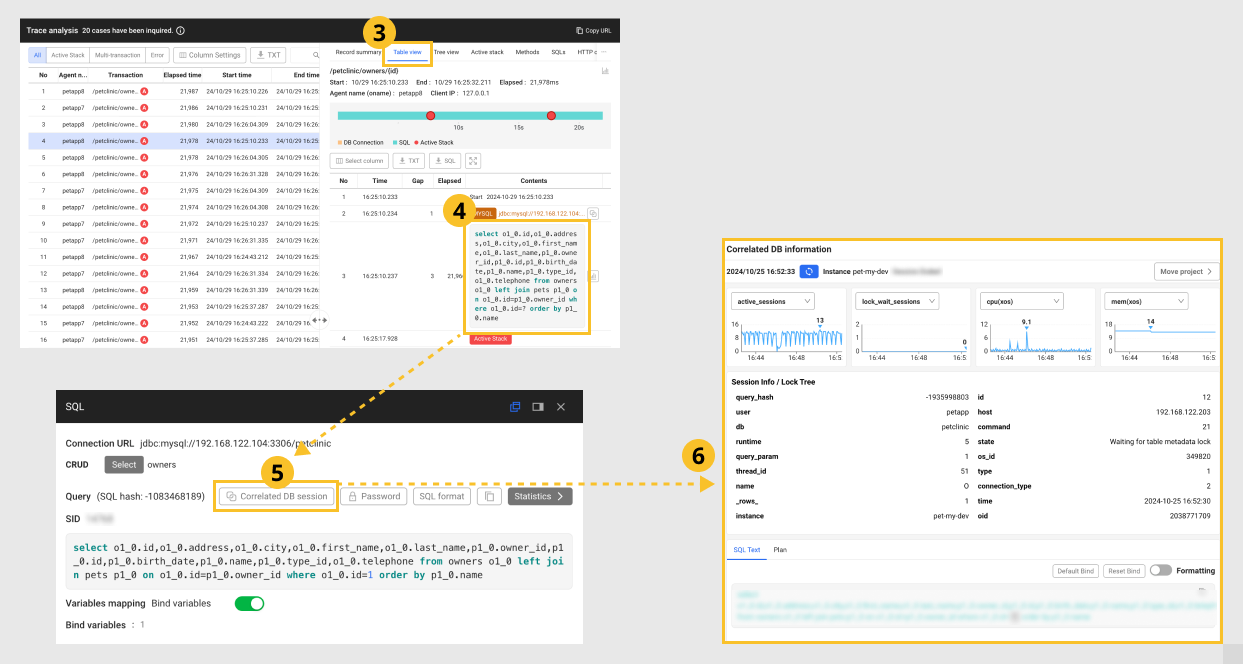 Trace analysis 20 cases have been inquired.
Copy URL
3
All Active Stack Multi-transaction Error Column Settings TXT
No Agent n... Transaction Elapsed time Start time End time
1 petapp8 /petclinic/owne.. A 21,987 24/10/29 16:25:10.226 24/10/29 16:25:
2 petapp7 /petclinic/owne.. A 21,986 24/10/29 16:25:10.231 24/10/29 16:25:
3 petapp8 /petclinic/owne.. A 21,980 24/10/29 16:26:04.309 24/10/29 16:26:
4 petapp8 /petclinic/owne.. A 21,978 24/10/29 16:25:10.233 24/10/29 16:25:
5 petapp8 /petclinic/owne.. A 21,978 24/10/29 16:26:04.305 24/10/29 16:26:
6 petapp8 /petclinic/owne.. A 21,976 24/10/29 16:26:31.328 24/10/29 16:26:
7 petapp7 /petclinic/owne.. A 21,975 24/10/29 16:26:04.309 24/10/29 16:26:
8 petapp7 /petclinic/owne.. A 21,974 24/10/29 16:26:04.308 24/10/29 16:26:
9 petapp7 /petclinic/owne.. A 21,972 24/10/29 16:25:10.237 24/10/29 16:25:
10 petapp7 /petclinic/owne.. A 21,971 24/10/29 16:26:31.335 24/10/29 16:26:
11 petapp8 /petclinic/owne.. A 21,967 24/10/29 16:24:43.212 24/10/29 16:25:
12 petapp7 /petclinic/owne.. A 21,964 24/10/29 16:26:31.334 24/10/29 16:26:
13 petapp8 /petclinic/owne.. A 21,959 24/10/29 16:26:31.339 24/10/29 16:26:
14 petapp8 /petclinic/owne.. A 21,953 24/10/29 16:25:37.287 24/10/29 16:25:
15 petapp7 /petclinic/owne.. A 21,952 24/10/29 16:24:43.222 24/10/29 16:
16 petapp7 /petclinic/owne.. A 21,951 24/10/29 16:25:37.285 24/10/29 16:25:
Record summary Table view Tree view Active stack Methods SQLs HTTP c ...
/petclinic/owners/{id}
Start : 10/29 16:25:10.233 End : 10/29 16:25:32.211 Elapsed : 21,978ms
Agent name (oname) : petapp8 Client IP : 127.0.0.1
10s 15s 20s
DB Connection SQL Active Stack
Select column TXT SQL
No Time Gap Elapsed Contents
1 16:25:10.233 Start 2024-10-29 16:25:10.233
4
2 16:25:10.234 1 MYSQL jdbc:mysql://192.168.122.104...
3 16:25:10.237 3 21,96
select o1_0.id,o1_0.addres
s,o1_0.city,o1_0.first_nam
e,o1_0.last_name,p1_0.owne
r_id,p1_0.id,p1_0.birth_da
te,p1_0.name,p1_0.type_id,
o1_0.telephone from owners
o1_0 left join pets p1_0 o
n o1_0.id=p1_0.owner_id wh
ere o1_0.id=? order by p1_
0.name
4 16:25:17.928 Active Stack
SQL
Connection URL jdbc:mysql://192.168.122.104:3306/petclinic
CRUD Select owners
5
Query (SQL hash: -1083468189) Correlated DB session Password SQL format Statistics
SID
select o1_0.id,o1_0.address,o1_0.city,o1_0.first_name,o1_0.last_name,p1_0.owner_id,p1
_0.id,p1_0.birth_date,p1_0.name,p1_0.type_id,o1_0.telephone from owners o1_0 left joi
n pets p1_0 on o1_0.id=p1_0.owner_id where o1_0.id=1 order by p1_0.name
Variables mapping Bind variables
Bind variables : 1
6
Correlated DB information
2024/10/25 16:52:33 Instance pet-my-dev
Move project
active_sessions lock_wait_sessions cpu(xos) mem(xos)
16 8 0 13 16:44 16:48 16:5
2 1 0 0 16:44 16:48 16:5
12 6 0 9.1 16:44 16:48 16:5
18 9 0 14 16:44 16:48 16:5
Session Info / Lock Tree
query_hash -1935998803 id 12
user petapp host 192.168.122.203
db petclinic command 21
runtime 5 state Waiting for table metadata lock
query_param 1 os_id 349820
thread_id 51 type 1
name O connection_type 2
_rows_ 1 time 2024-10-25 16:52:30
instance pet-my-dev oid 2038771709
SQL Text Plan
Default Bind Reset Bind Formatting